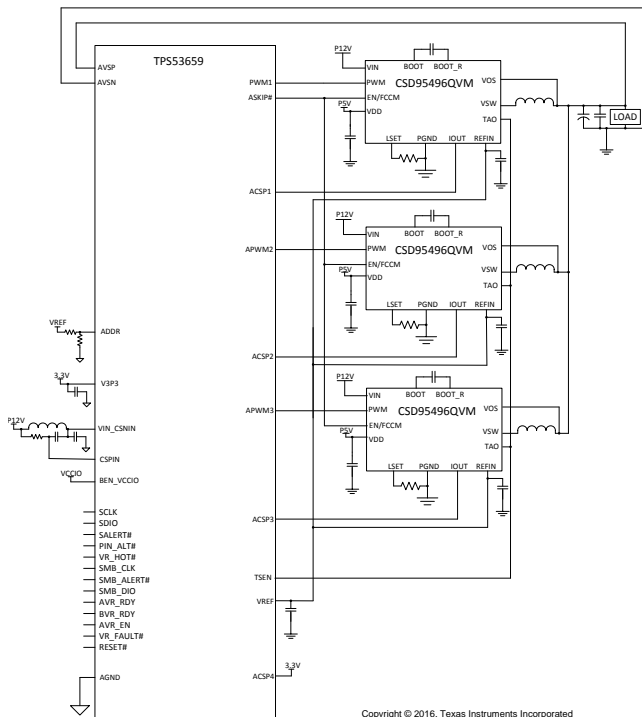 TPS53659
AVSP
AVSN
PWM1
ASKIP#
ACSP1
APWM2
ACSP2
APWM3
ACSP3
TSEN
VREF
ACSP4
3.3V
VREF
ADDR
3.3V
V3P3
P12V
VIN_CSNIN
CSPIN
VCCIO
BEN_VCCIO
SCLK
SDIO
SALERT#
PIN_ALT#
VR_HOT#
SMB_CLK
SMB_ALERT#
SMB_DIO
AVR_RDY
BVR_RDY
AVR_EN
VR_FAULT#
RESET#
AGND
P12V
VIN
BOOT BOOT_R
CSD95496QVM
VOS
PWM
EN/FCCM
P5V
VDD
VSW
TAO
LSET PGND IOUT REFIN
LOAD
P12V
VIN
BOOT BOOT_R
CSD95496QVM
VOS
PWM
EN/FCCM
P5V
VDD
VSW
TAO
LSET PGND IOUT REFIN
P12V
VIN
BOOT BOOT_R
CSD95496QVM
VOS
PWM
EN/FCCM
P5V
VDD
VSW
TAO
LSET PGND IOUT REFIN
Copyright © 2016, Texas Instruments Incorporated